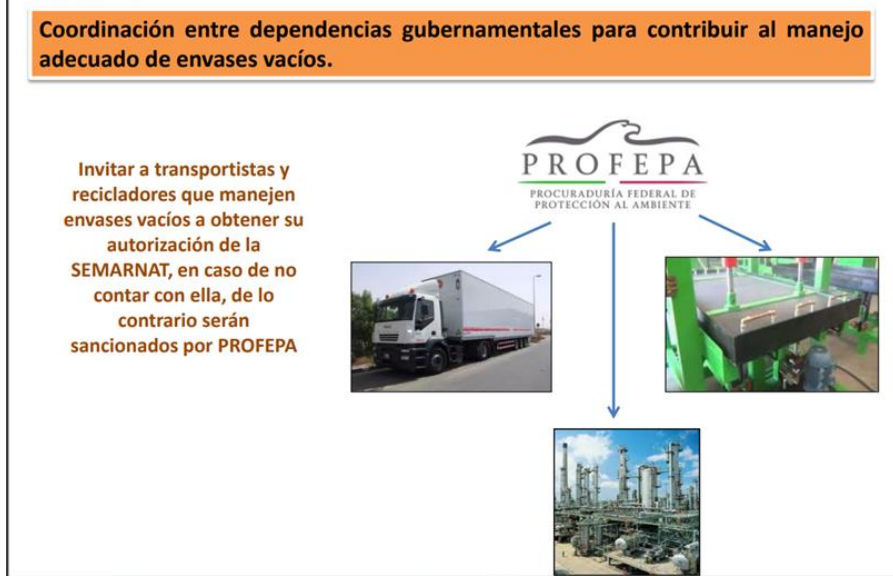 Coordinación entre dependencias gubernamentales para contribuir al manejo
adecuado de envases vacíos.
Invitar a transportistas y
recicladores que manejen
envases vacíos a obtener su
autorización de la
SEMARNAT, en caso de no
contar con ella, de lo
contrario serán
sancionados por PROFEPA
PROFEPA
PROCURADURÍA FEDERAL DE
PROTECCIÓN AL AMBIENTE